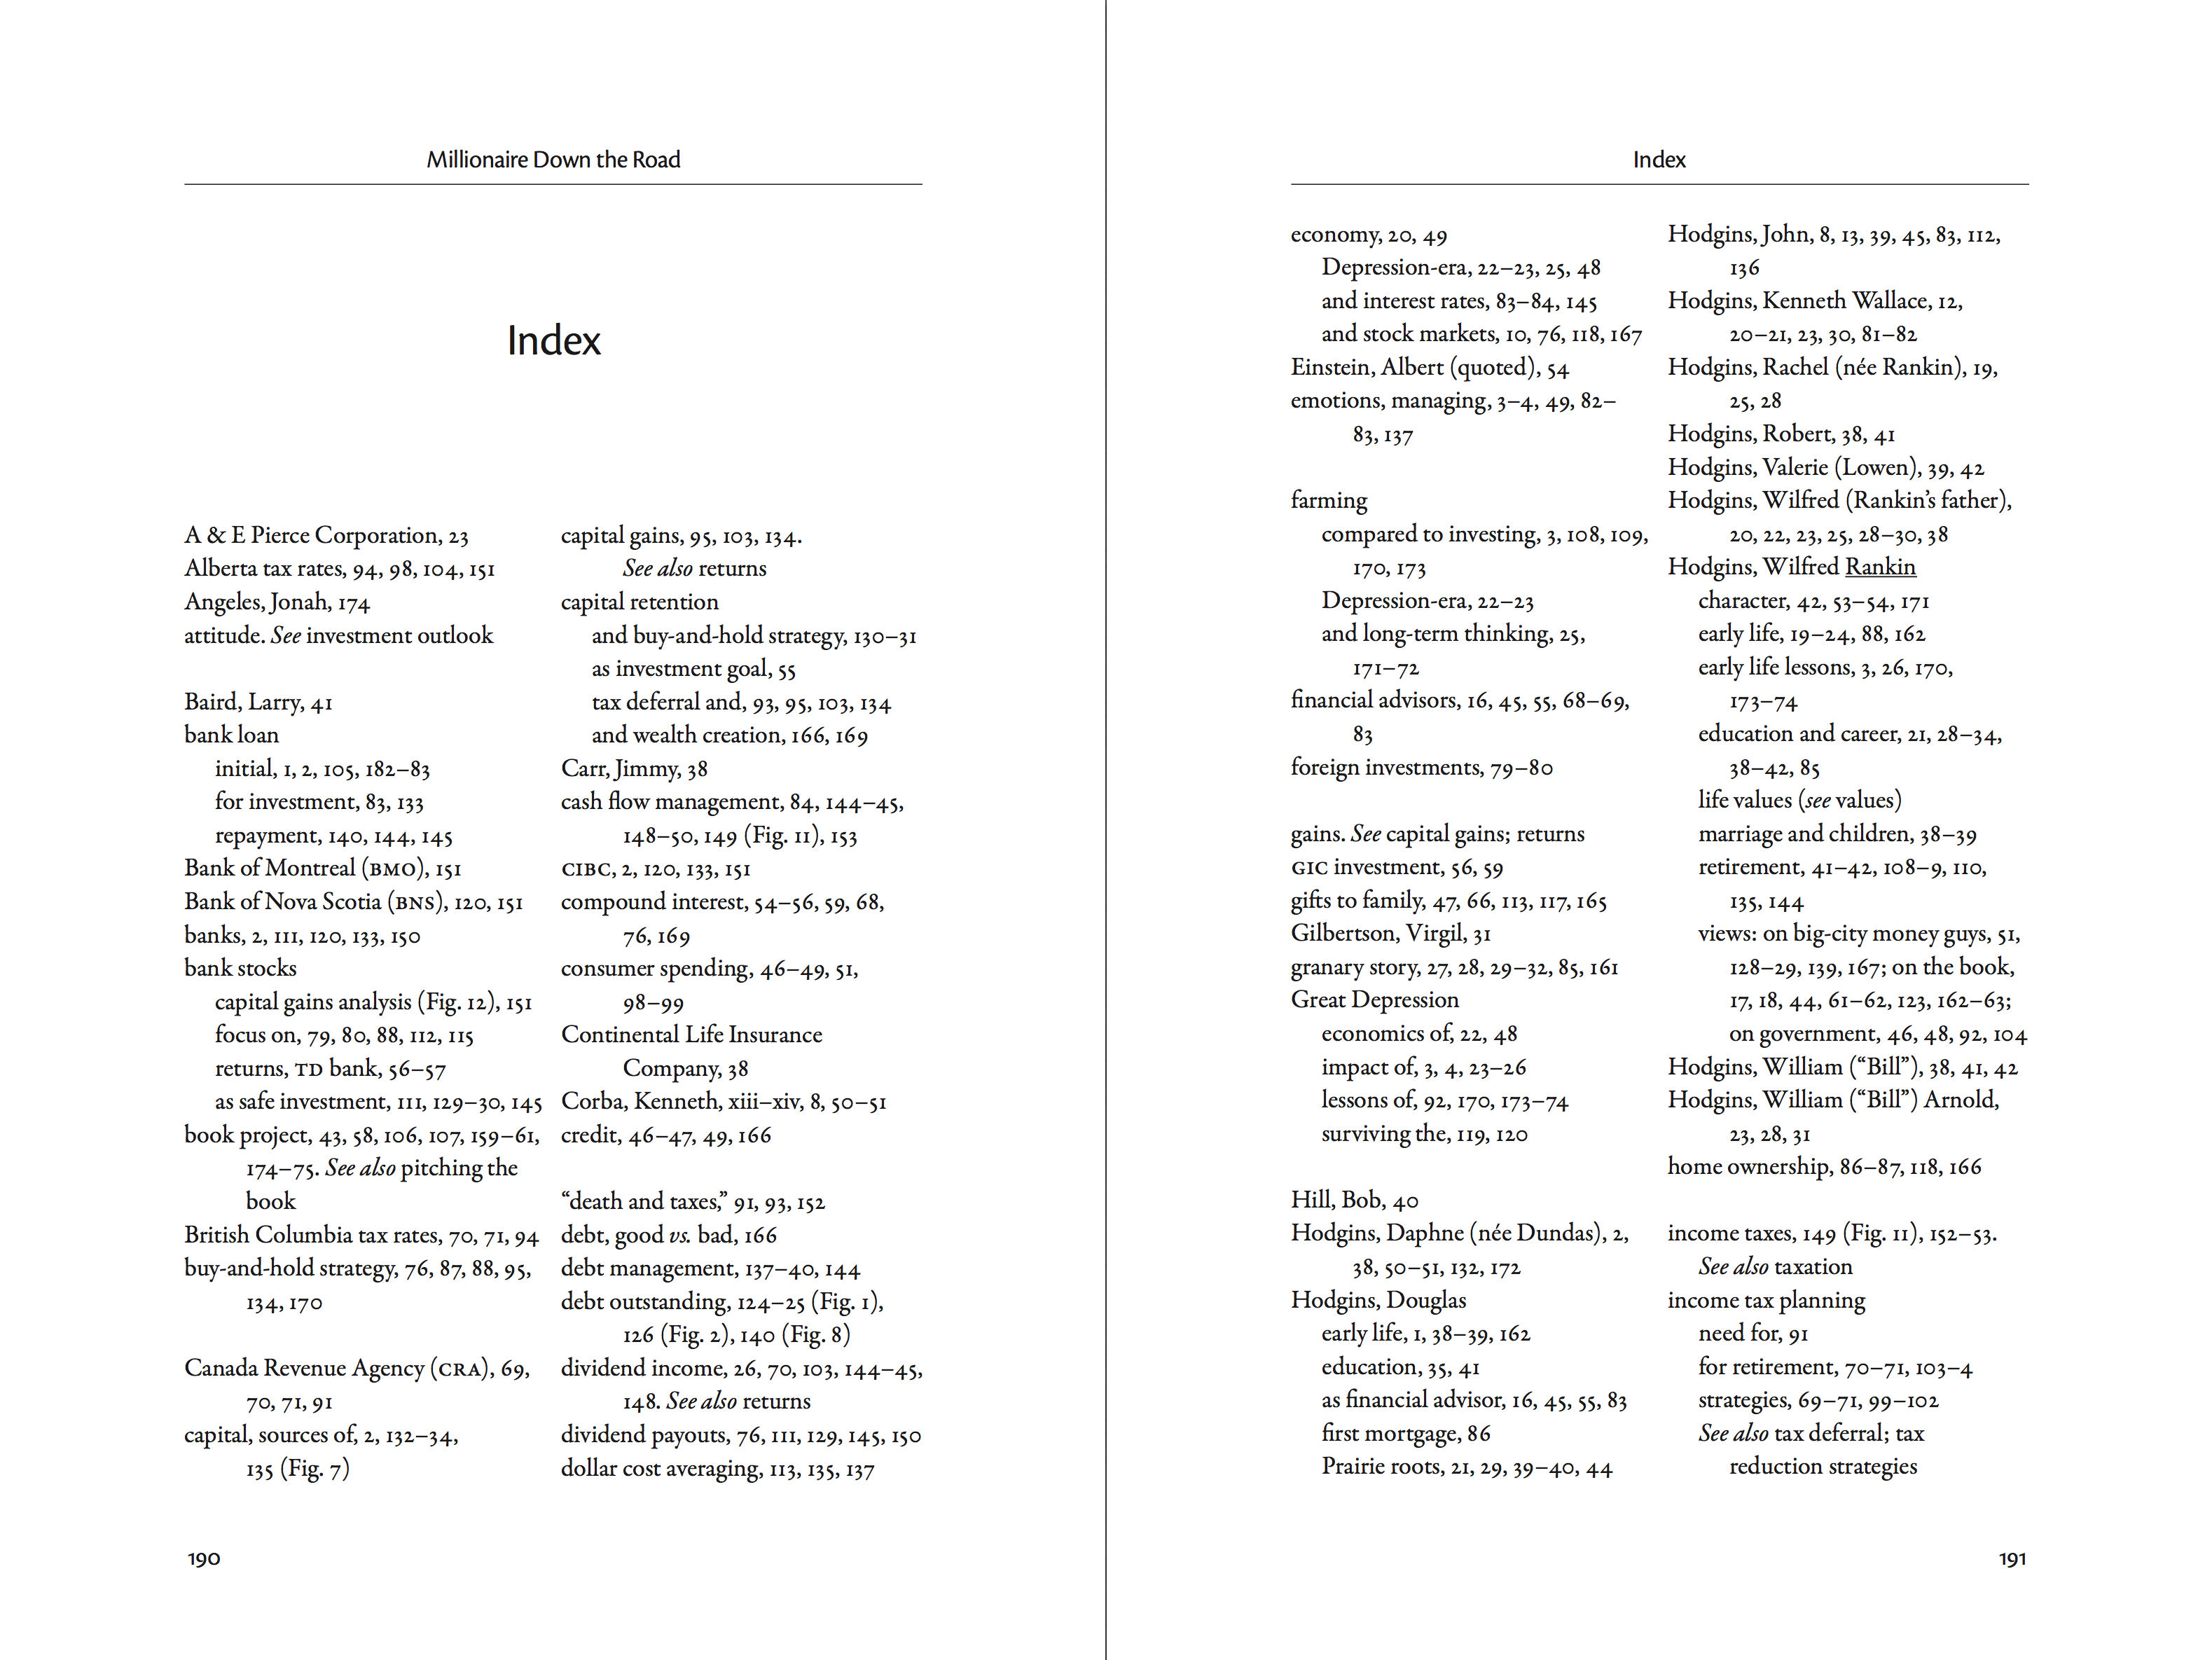 Millionaire Down the Road
Index
A & E Pierce Corporation, 23
Alberta tax rates, 94, 98, 104, 151
Angeles, Jonah, 174
attitude. See investment outlook
Baird, Larry, 41
bank loan
initial, 1, 2, 105, 182–83
for investment, 83, 133
repayment, 140, 144, 145
Bank of Montreal (BMO), 151
Bank of Nova Scotia (BNS), 120, 151
banks, 2, 111, 120, 133, 150
bank stocks
capital gains analysis (Fig. 12), 151
focus on, 79, 80, 88, 112, 115
returns, TD bank, 56–57
as safe investment, 111, 129–30, 145
book project, 43, 58, 106, 107, 159–61,
174–75. See also pitching the
book
British Columbia tax rates, 70, 71, 94
buy-and-hold strategy, 76, 87, 88, 95,
134, 170
Canada Revenue Agency (CRA), 69,
70, 71, 91
capital, sources of, 2, 132–34,
135 (Fig. 7)
capital gains, 95, 103, 134.
See also returns
capital retention
and buy-and-hold strategy, 130–31
as investment goal, 55
tax deferral and, 93, 95, 103, 134
and wealth creation, 166, 169
Carr, Jimmy, 38
cash flow management, 84, 144–45,
148–50, 149 (Fig. 11), 153
CIBC, 2, 120, 133, 151
compound interest, 54–56, 59, 68,
76, 169
consumer spending, 46–49, 51,
98–99
Continental Life Insurance
Company, 38
Corba, Kenneth, xiii–xiv, 8, 50–51
credit, 46–47, 49, 166
“death and taxes,” 91, 93, 152
debt, good vs. bad, 166
debt management, 137–40, 144
debt outstanding, 124–25 (Fig. 1),
126 (Fig. 2), 140 (Fig. 8)
dividend income, 26, 70, 103, 144–45,
148. See also returns
dividend payouts, 76, 111, 129, 145, 150
dollar cost averaging, 113, 135, 137
190
Index
economy, 20, 49
Depression-era, 22–23, 25, 48
and interest rates, 83–84, 145
and stock markets, 10, 76, 118, 167
Einstein, Albert (quoted), 54
emotions, managing, 3–4, 49, 82–
83, 137
farming
compared to investing, 3, 108, 109,
170, 173
Depression-era, 22–23
and long-term thinking, 25,
171–72
financial advisors, 16, 45, 55, 68–69,
83
foreign investments, 79–80
gains. See capital gains; returns
GIC investment, 56, 59
gifts to family, 47, 66, 113, 117, 165
Gilbertson, Virgil, 31
granary story, 27, 28, 29–32, 85, 161
Great Depression
economics of, 22, 48
impact of, 3, 4, 23–26
lessons of, 92, 170, 173–74
surviving the, 119, 120
Hill, Bob, 40
Hodgins, Daphne (née Dundas), 2,
38, 50–51, 132, 172
Hodgins, Douglas
early life, 1, 38–39, 162
education, 35, 41
as financial advisor, 16, 45, 55, 83
first mortgage, 86
Prairie roots, 21, 29, 39–40, 44
Hodgins, John, 8, 13, 39, 45, 83, 112,
136
Hodgins, Kenneth Wallace, 12,
20–21, 23, 30, 81–82
Hodgins, Rachel (née Rankin), 19,
25, 28
Hodgins, Robert, 38, 41
Hodgins, Valerie (Lowen), 39, 42
Hodgins, Wilfred (Rankin’s father),
20, 22, 23, 25, 28–30, 38
Hodgins, Wilfred Rankin
character, 42, 53–54, 171
early life, 19–24, 88, 162
early life lessons, 3, 26, 170,
173–74
education and career, 21, 28–34,
38–42, 85
life values (see values)
marriage and children, 38–39
retirement, 41–42, 108–9, 110,
135, 144
views: on big-city money guys, 51,
128–29, 139, 167; on the book,
17, 18, 44, 61–62, 123, 162–63;
on government, 46, 48, 92, 104
Hodgins, William (“Bill”), 38, 41, 42
Hodgins, William (“Bill”) Arnold,
23, 28, 31
home ownership, 86–87, 118, 166
income taxes, 149 (Fig. 11), 152–53.
See also taxation
income tax planning
need for, 91
for retirement, 70–71, 103–4
strategies, 69–71, 99–102
See also tax deferral; tax
reduction strategies
191